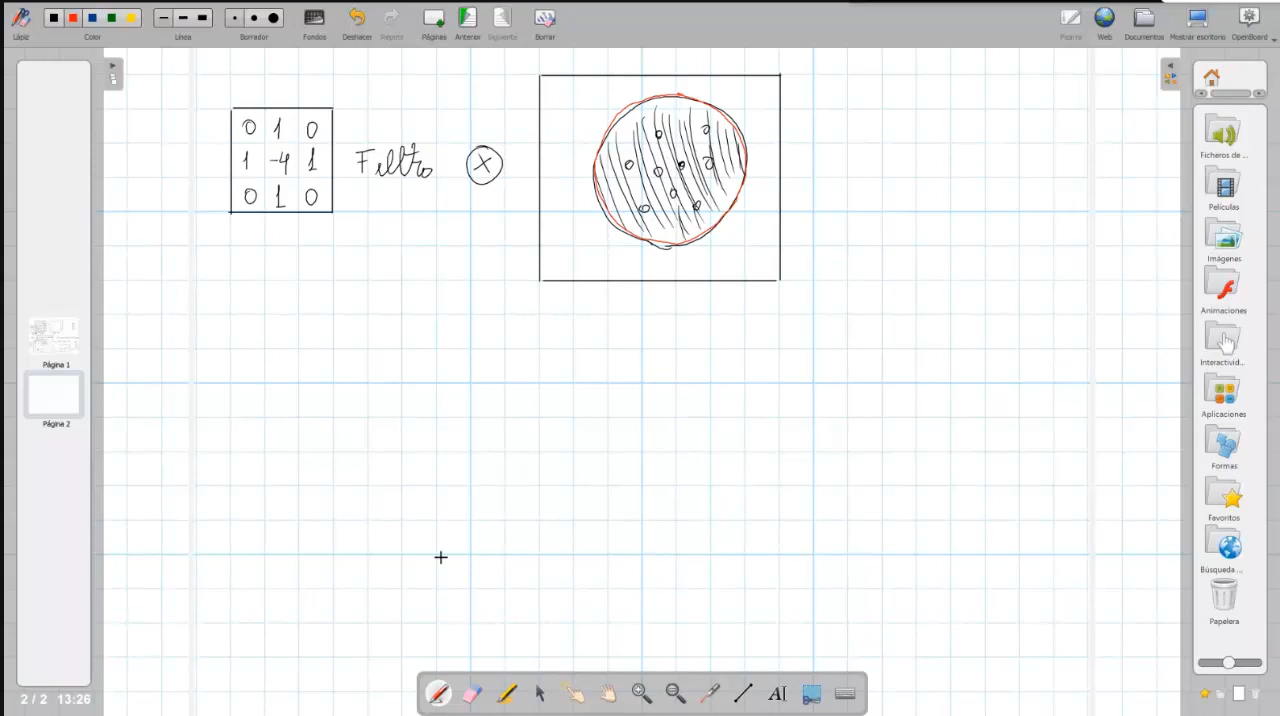 Lápiz
Color
Línea
Borrador
Fondos
Deshacer
Repetir
Páginas
Anterior
Siguiente
Borrar
Pizarra
Web
Documentos
Mostrar escritorio
OpenBoard
0 1 0
1 -4 1
0 1 0
Filtro
X
Página 1
Página 2
2 / 2 13:26
Ficheros de ...
Películas
Imágenes
Animaciones
Interactivid...
Aplicaciones
Formas
Favoritos
Búsqueda ...
Papelera
AI